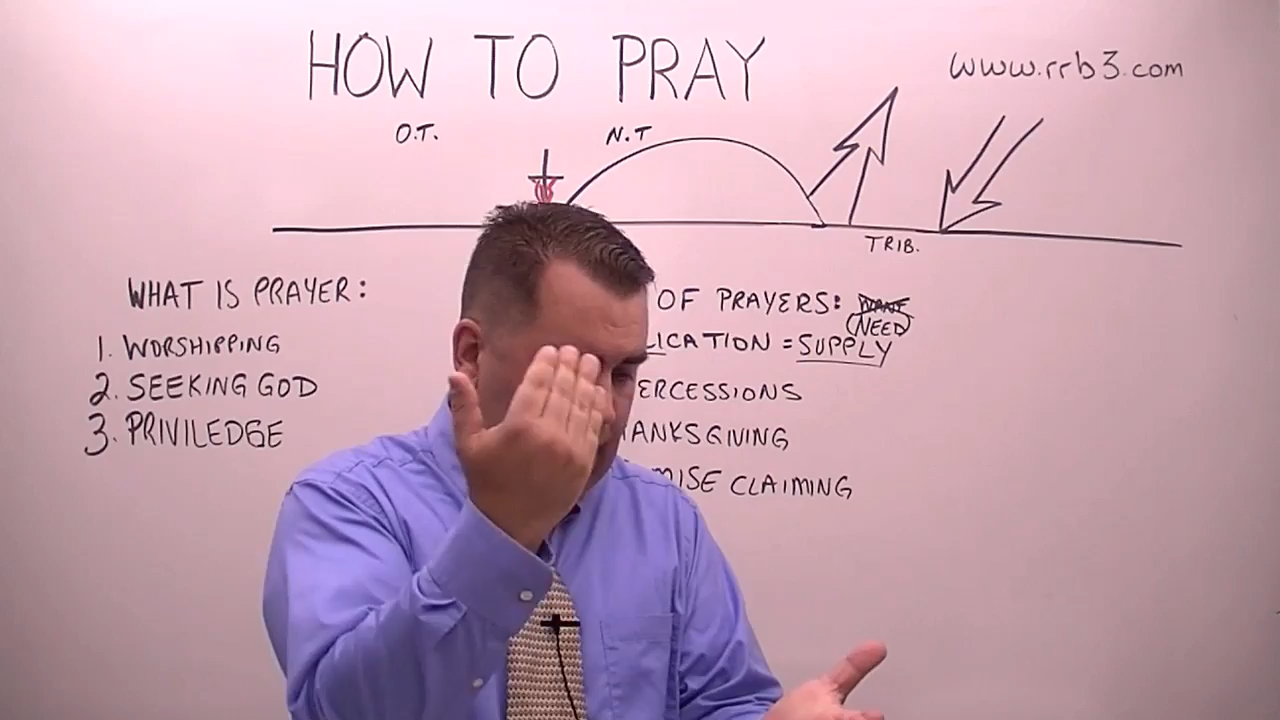 HOW TO PRAY
www.rrb3.com
O.T.
N.T
TRIB.
WHAT IS PRAYER:
1. WORSHIPPING
2. SEEKING GOD
3. PRIVILEDGE
OF PRAYERS:
NEED
LICATION = SUPPLY
ERCESSIONS
ANKSGIVING
MISE CLAIMING